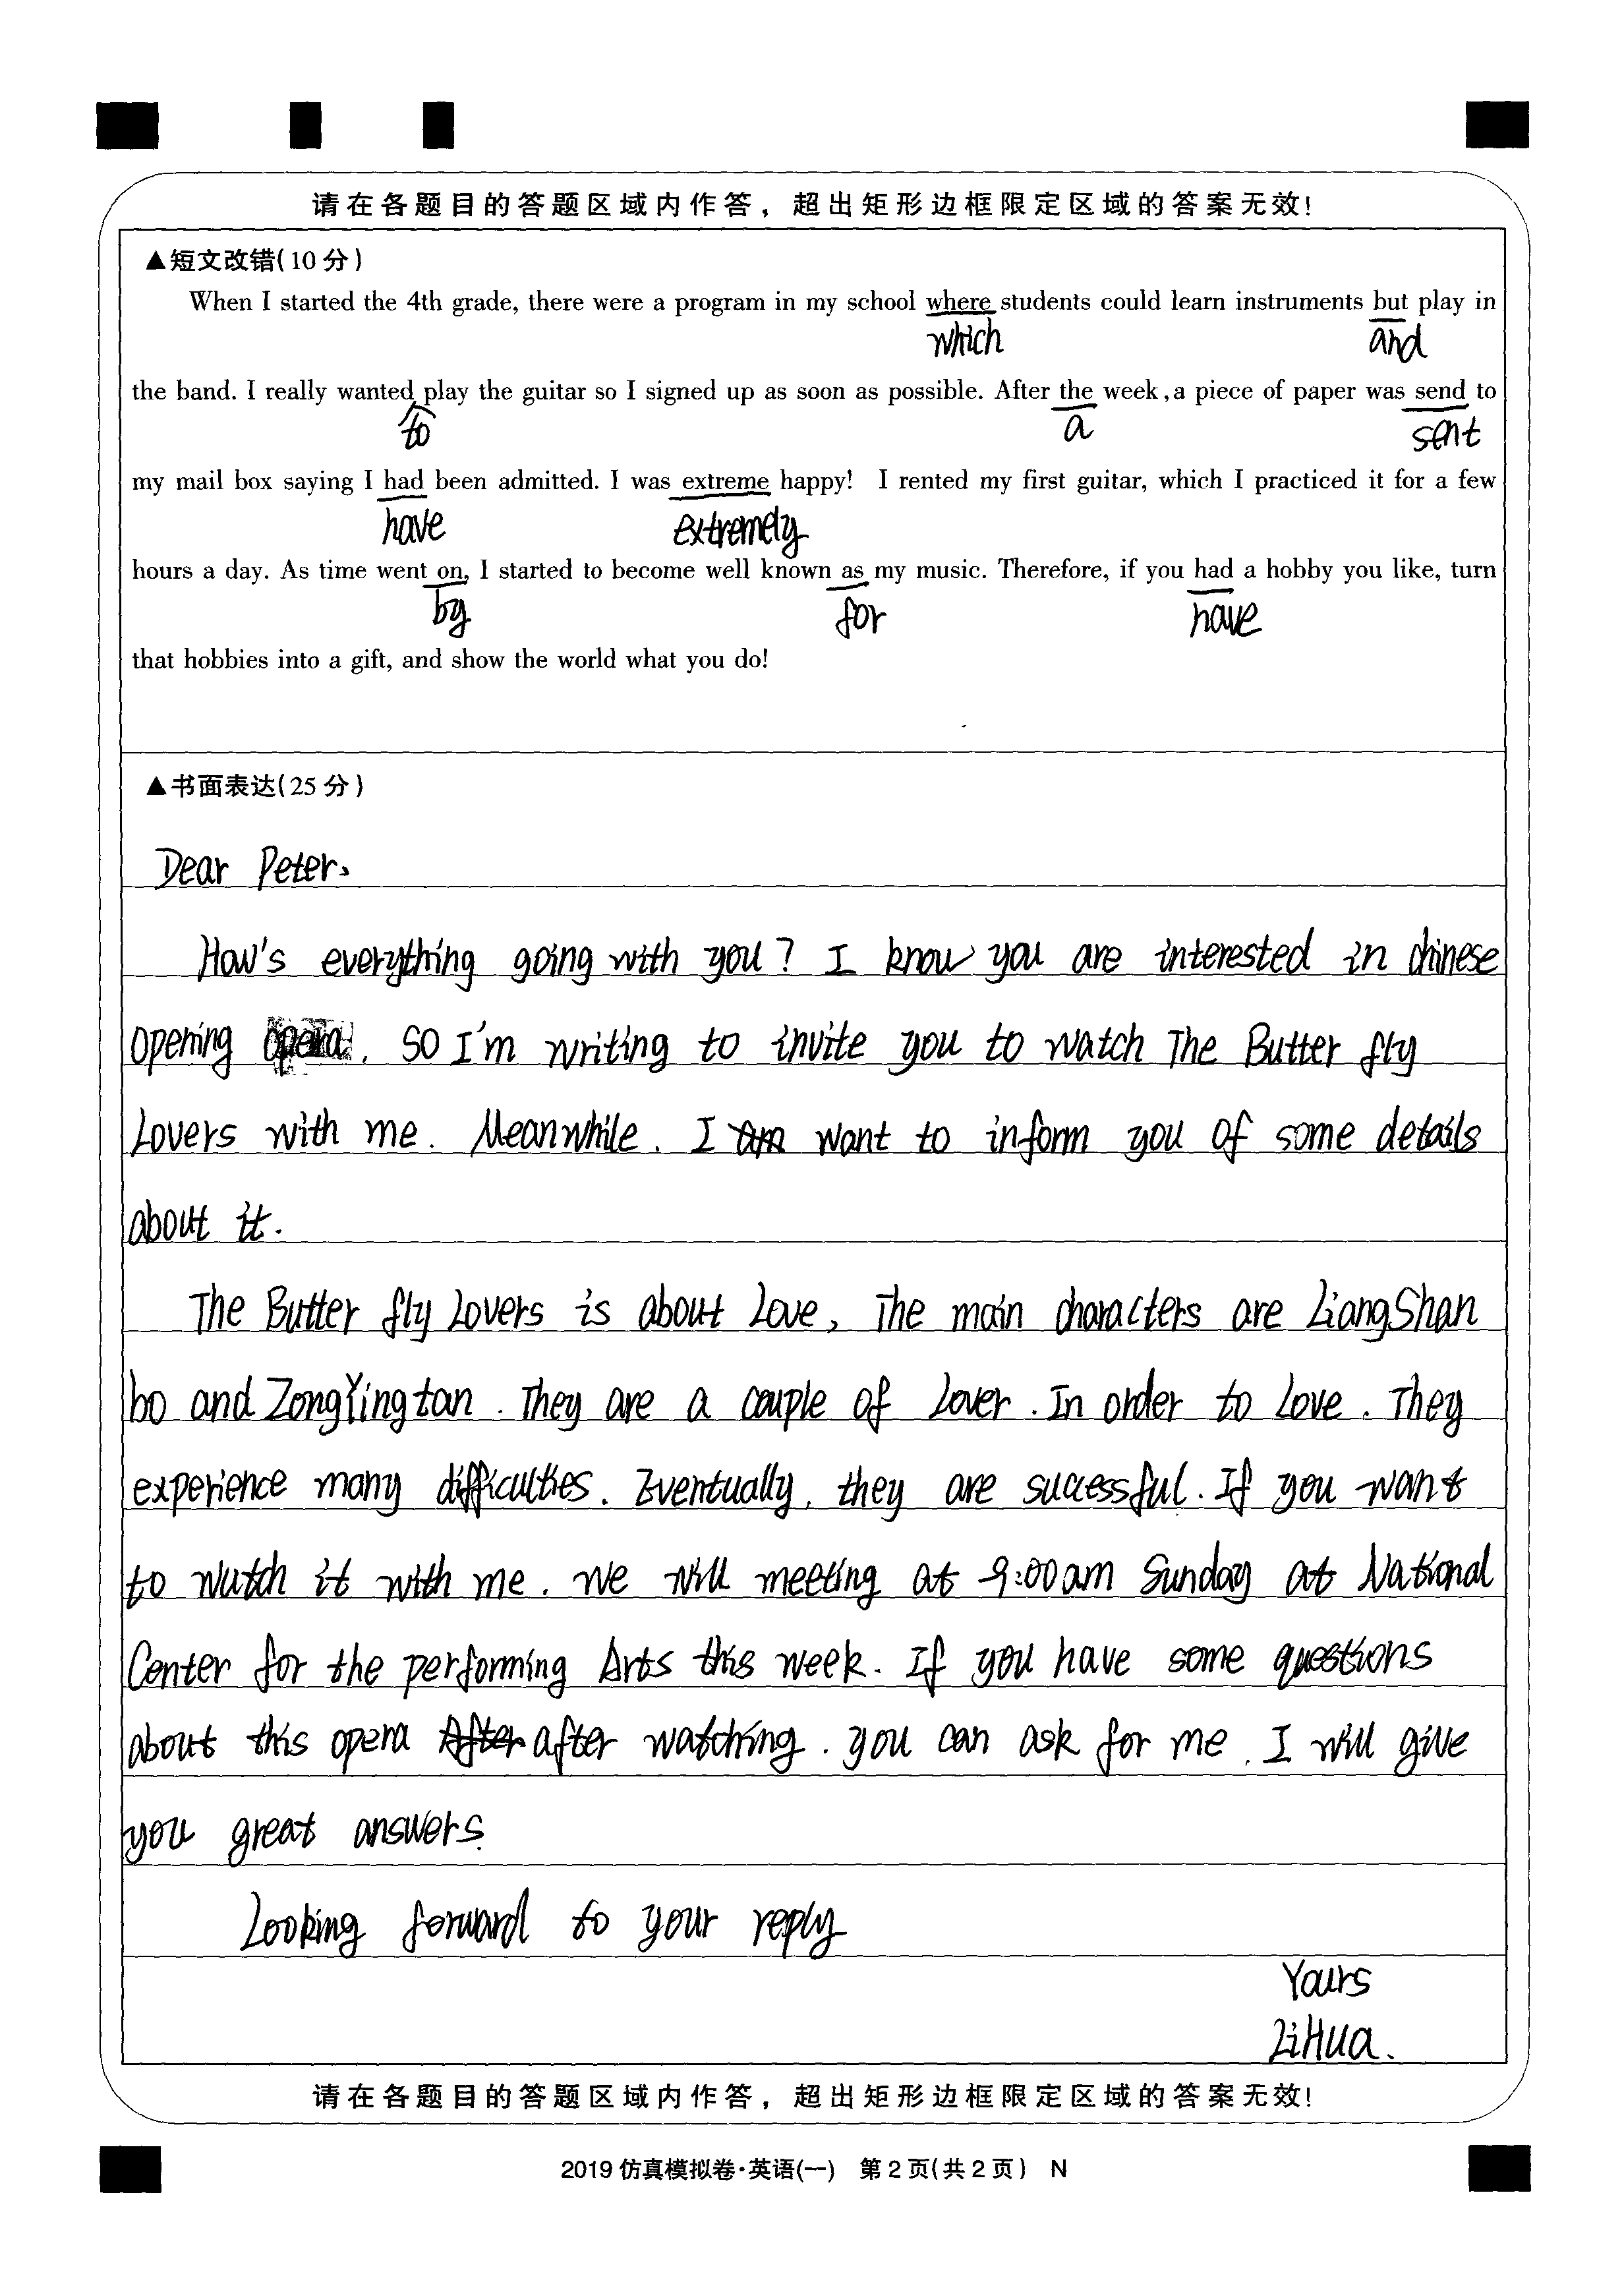 请在各题目的答题区域内作答，超出矩形边框限定区域的答案无效!
▲短文改错(10分)
When I started the 4th grade, there were a program in my school where students could learn instruments but play in
which and
the band. I really wanted play the guitar so I signed up as soon as possible. After the week,a piece of paper was send to
to a sent
my mail box saying I had been admitted. I was extreme happy! I rented my first guitar, which I practiced it for a few
have extremely
hours a day. As time went on, I started to become well known as my music. Therefore, if you had a hobby you like, turn
by for have
that hobbies into a gift, and show the world what you do!
▲书面表达(25分)
Dear Peter、
How's everything going with you? I know you are interested in chinese
opening opera. SO I'm writing to invite you to watch The Butter fly
Lovers with me. Meanwhile. I am want to inform you of some details
about it.
The Butter fly Lovers is about Love, The main characters are LiangShan
bo and ZongYingtan. They are a couple of Lover. In order to Love. They
experience many difficulties. Eventually, they are successful. If you want
to wutch it with me. We will meeting at 9:00am Sunday at National
Center for the performing Arts this week. If you have some questions
about this opera After after watching. you can ask for me. I will give
you great answers.
Looking forward to your reply
Yours
LiHua.
请在各题目的答题区域内作答，超出矩形边框限定区域的答案无效!
2019仿真模拟卷·英语(一) 第2页(共2页) N